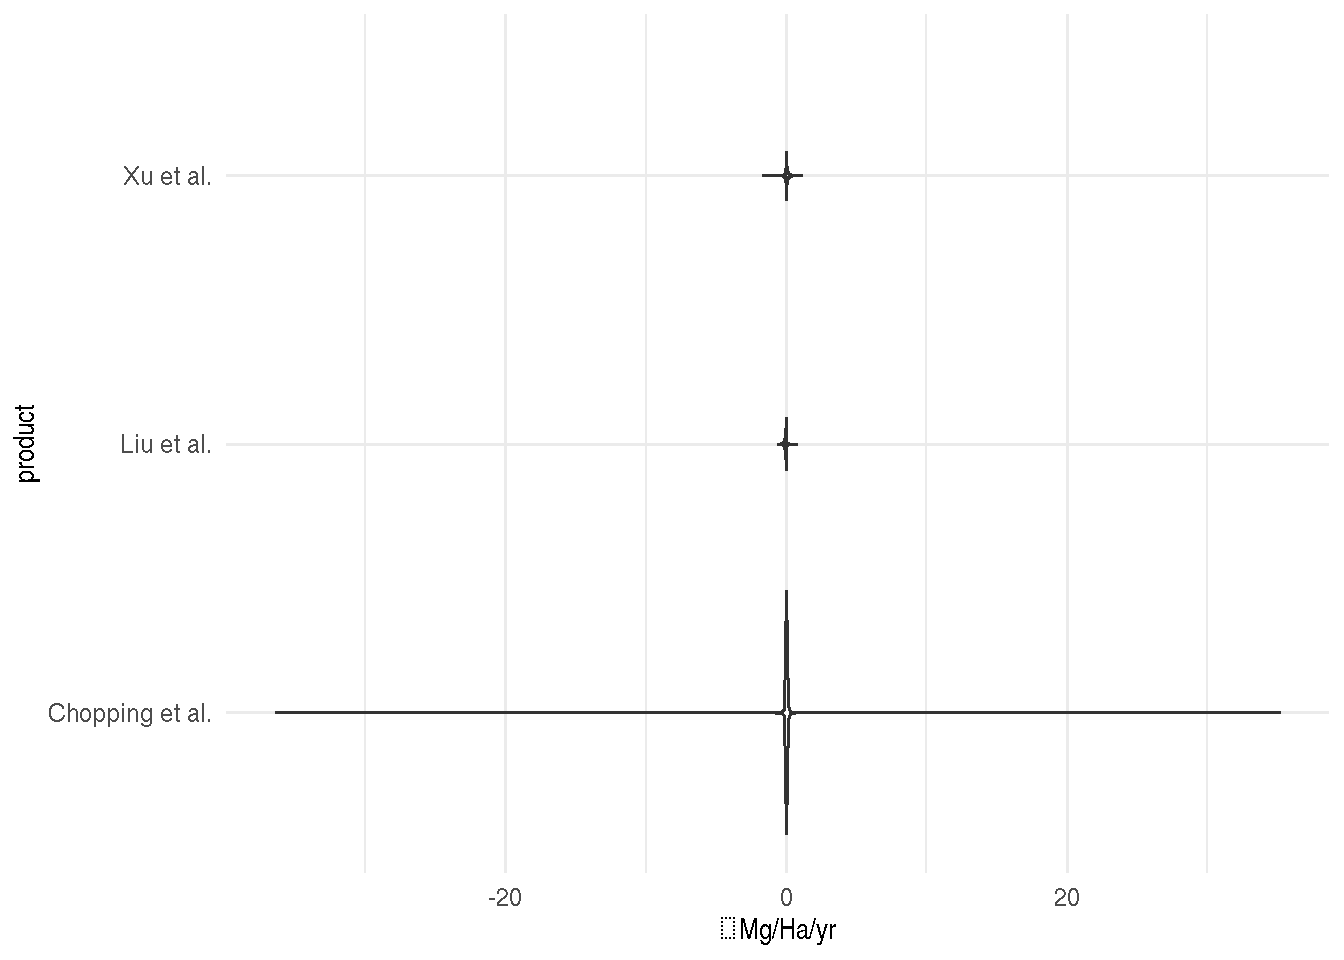 Xu et al.
Liu et al.
Chopping et al.
product
-20 0 20
Mg/Ha/yr